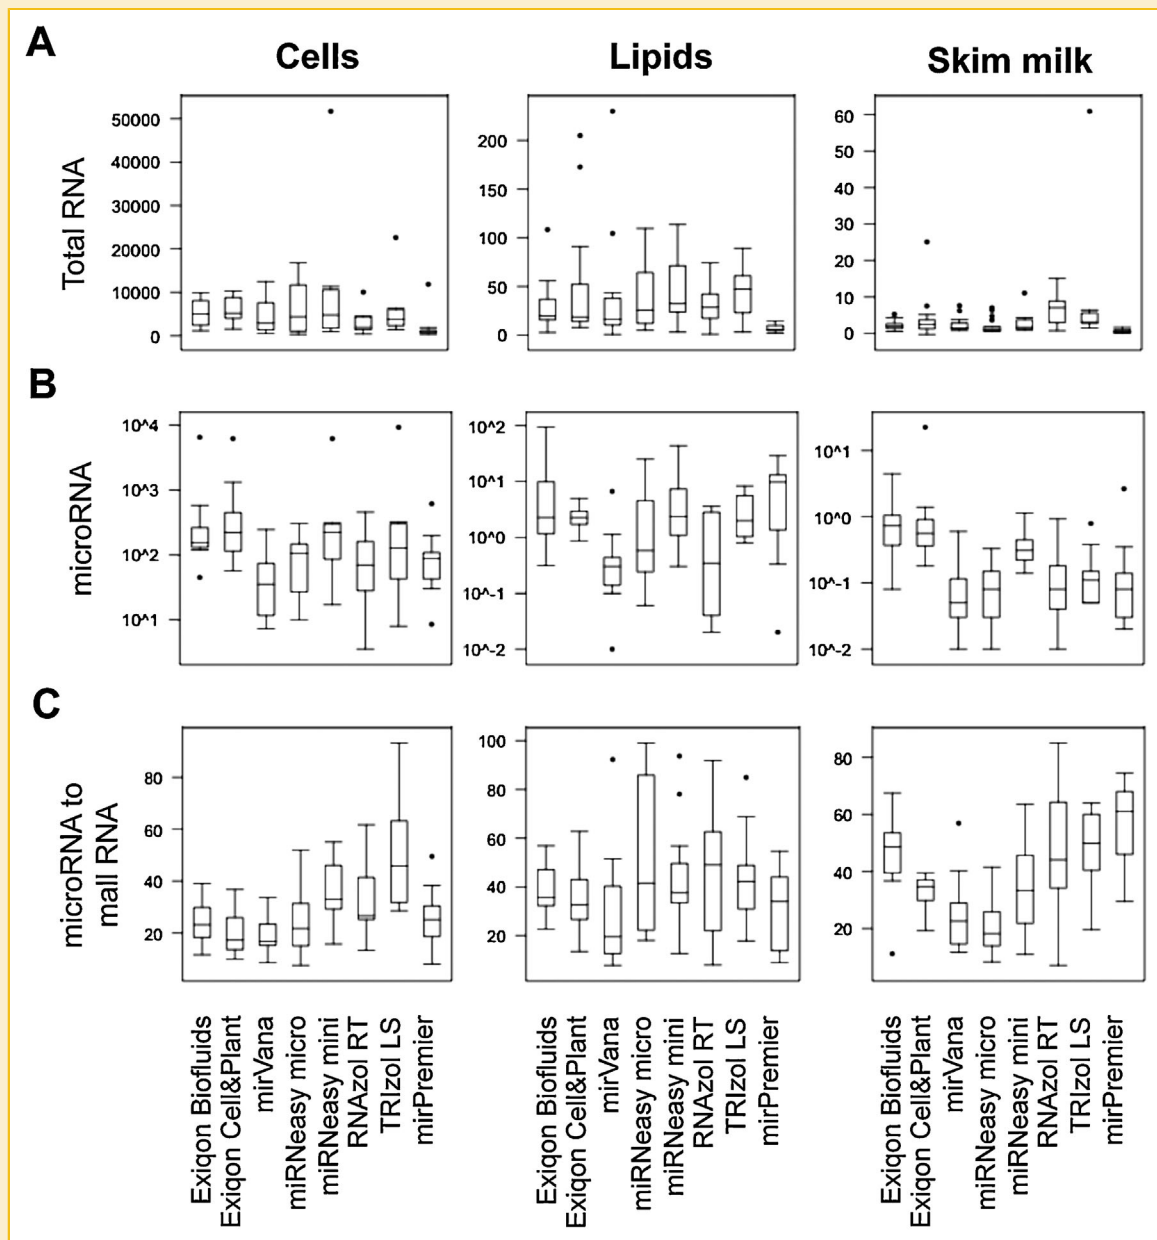 A
Cells
Lipids
Skim milk
Total RNA
50000
40000
30000
20000
10000
0
200
150
100
50
0
60
50
40
30
20
10
0
B
microRNA
10^4
10^3
10^2
10^1
10^2
10^1
10^0
10^-1
10^-2
10^1
10^0
10^-1
10^-2
C
microRNA to
mall RNA
80
60
40
20
100
80
60
40
20
80
60
40
20
Exiqon Biofluids
Exiqon Cell&Plant
mirVana
miRNeasy micro
miRNeasy mini
RNAzol RT
TRIzol LS
mirPremier
Exiqon Biofluids
Exiqon Cell&Plant
mirVana
miRNeasy micro
miRNeasy mini
RNAzol RT
TRIzol LS
mirPremier
Exiqon Biofluids
Exiqon Cell&Plant
mirVana
miRNeasy micro
miRNeasy mini
RNAzol RT
TRIzol LS
mirPremier